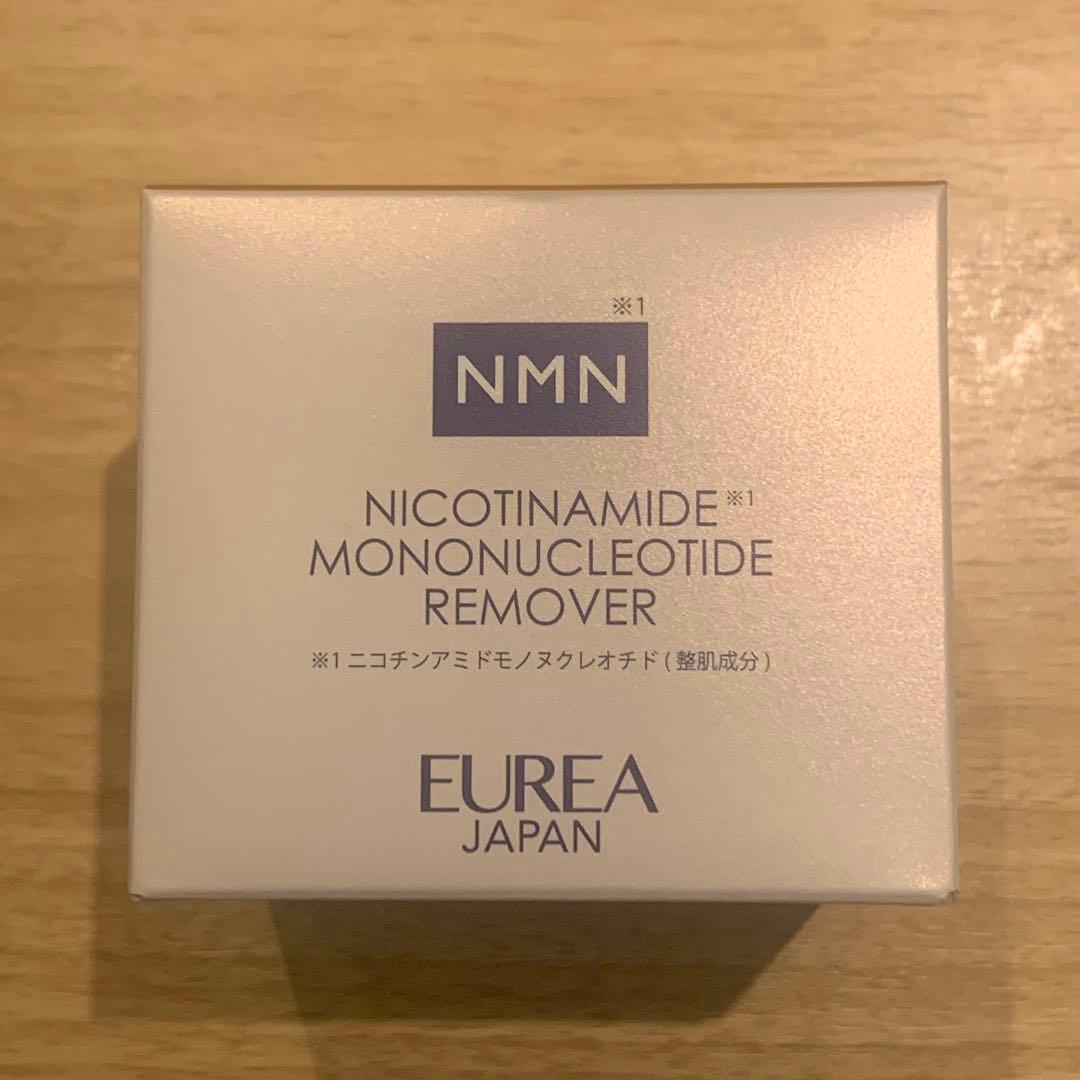 ※1
NMN
NICOTINAMIDE※1
MONONUCLEOTIDE
REMOVER
※1 ニコチンアミドモノヌクレオチド ( 整肌成分 )
EUREA
JAPAN